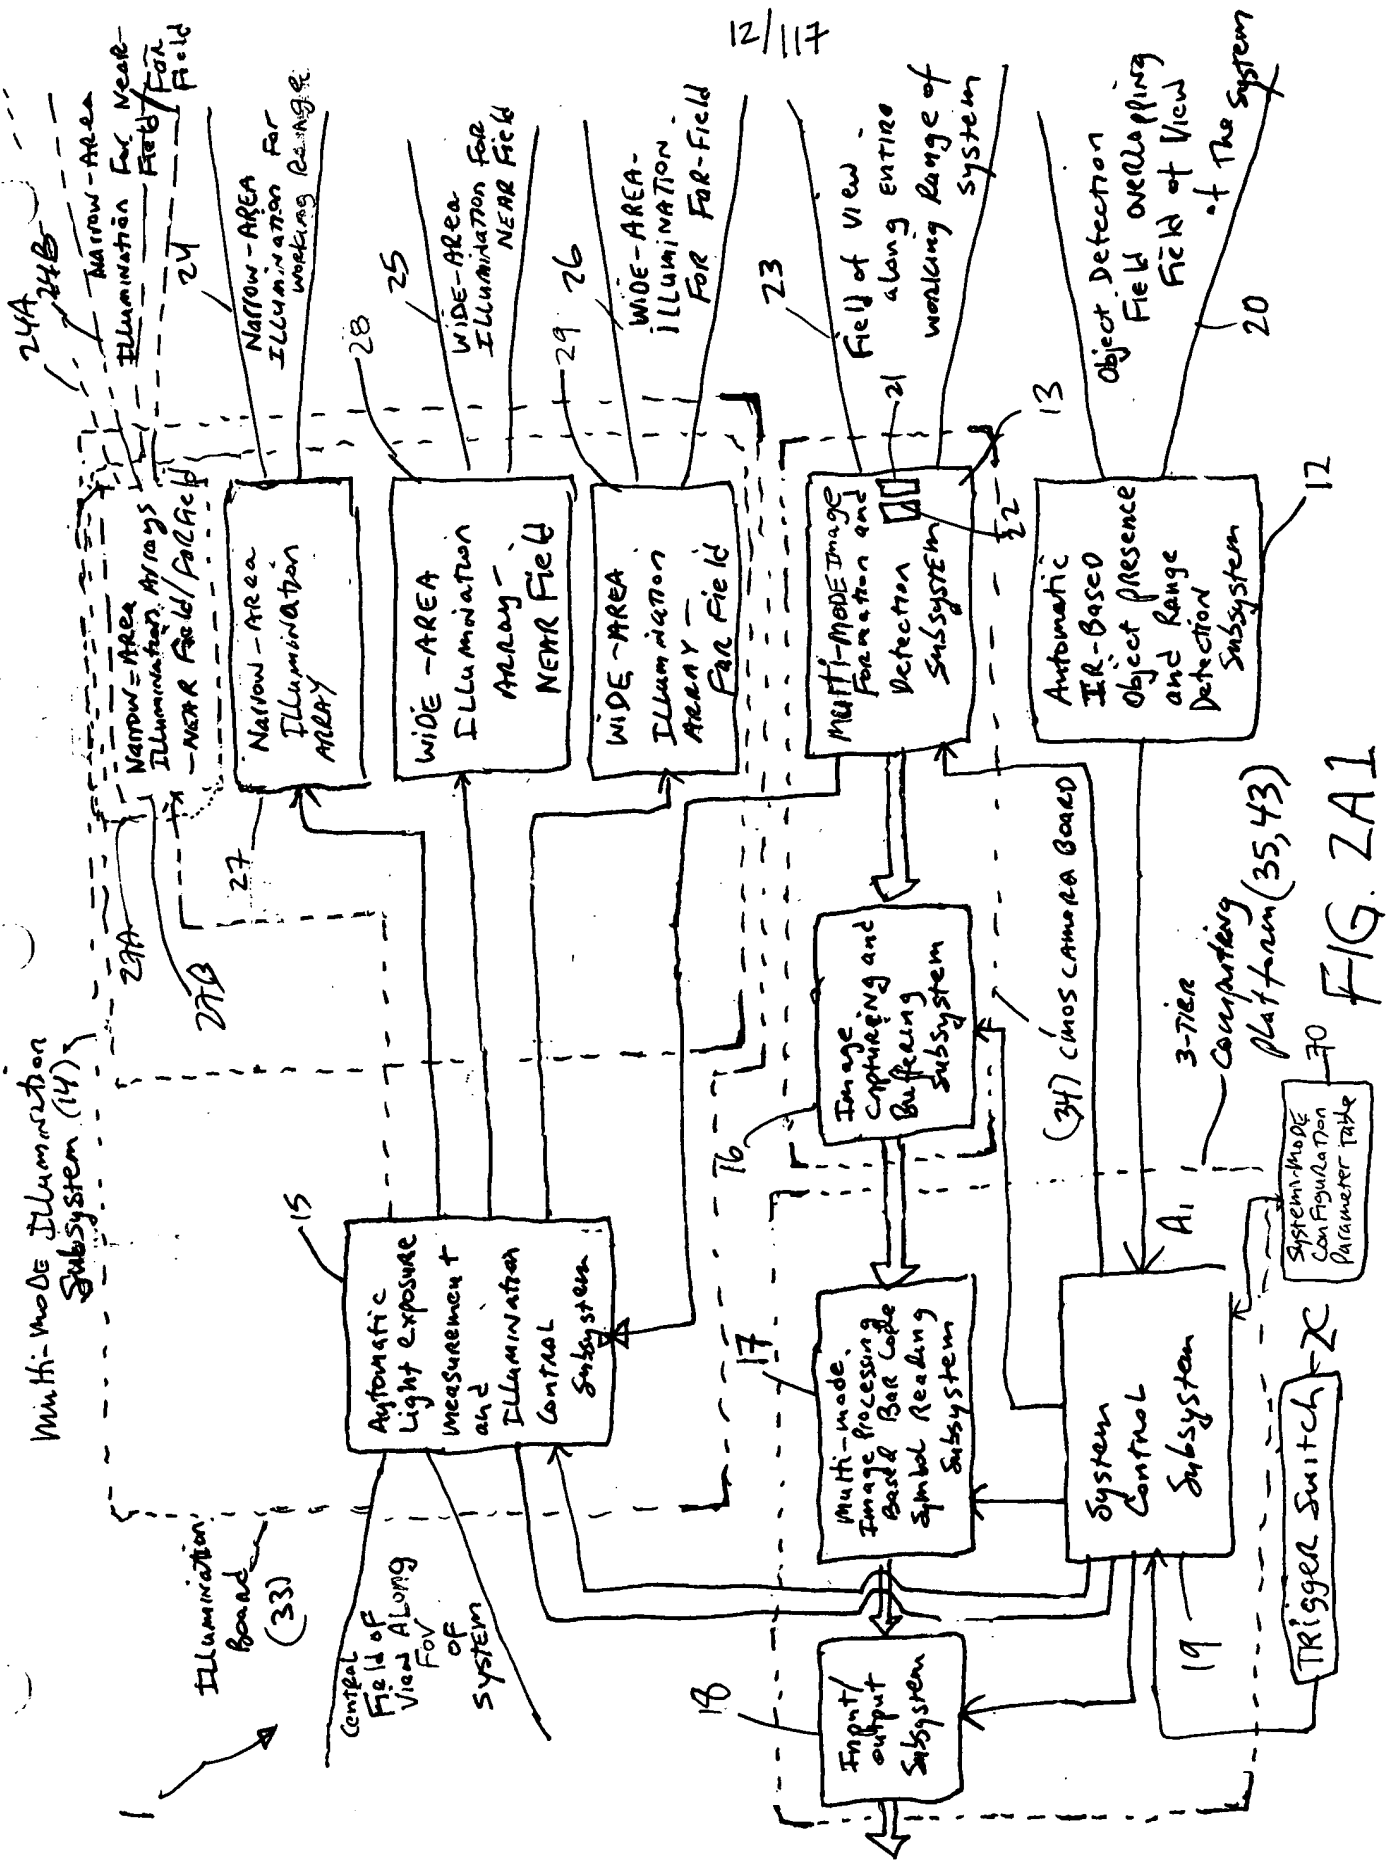 12/117
1
Multi-Mode Illumination
Subsystem (14)
Illumination
Board
(33)
Central
Field of
View Along
FOV
of
System
15
Automatic
Light Exposure
Measurement
and
Illumination
Control
Subsystem
27A
27B
27
Narrow-Area
Illumination Arrays
- Near Field/Far Field
24A
24B
Narrow-Area
Illumination For Near-
Field/Far
Field
24
Narrow-Area
Illumination
Array
Narrow-Area
Illumination For
Working Range
28
Wide-Area
Illumination
Array-
Near Field
25
Wide-Area
Illumination For
Near Field
29
Wide-Area
Illumination
Array-
Far Field
26
Wide-Area-
Illumination
For Far-Field
18
Input/
output
Subsystem
17
Multi-mode.
Image Processing
Based Bar Code
Symbol Reading
Subsystem
16
Image
Capturing and
Buffering
Subsystem
Multi-Mode Image
Formation and
Detection
Subsystem
22
21
13
23
Field of View
along entire
working Range of
system
(34) CMOS CAMERA BOARD
19
System
Control
Subsystem
A1
Automatic
IR-Based
Object presence
and Range
Detection
Subsystem
12
Object Detection
Field overlapping
Field of View
of The System
20
3-Tier
Computing
platform (35,43)
Trigger Switch
2C
System-Mode
Configuration
Parameter Table
70
FIG. 2A1